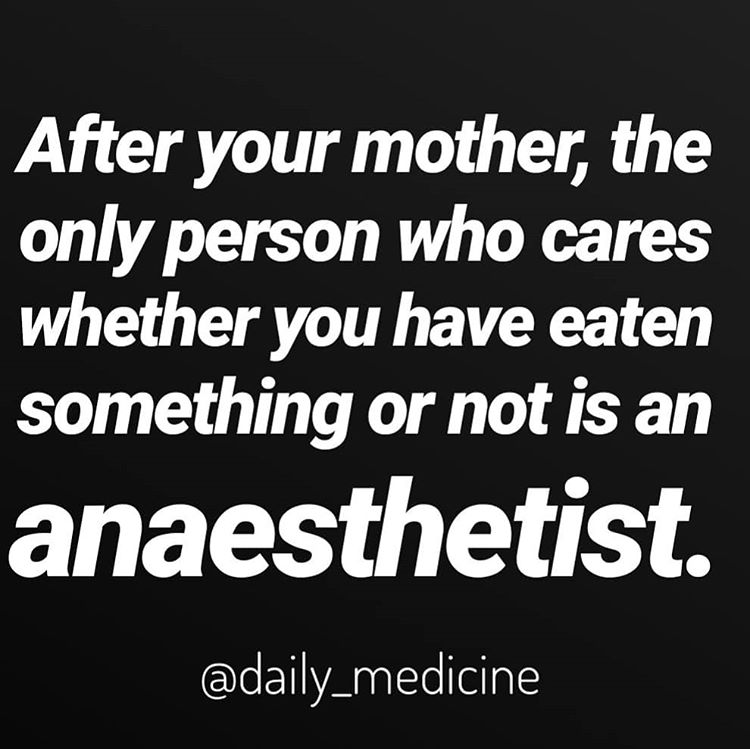 After your mother, the
only person who cares
whether you have eaten
something or not is an
anaesthetist.
@daily_medicine